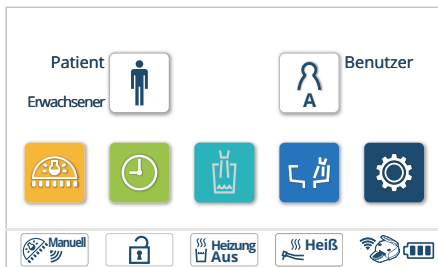 Patient
Benutzer
Erwachsener
A
Manuell
Heizung
Aus
Heiß